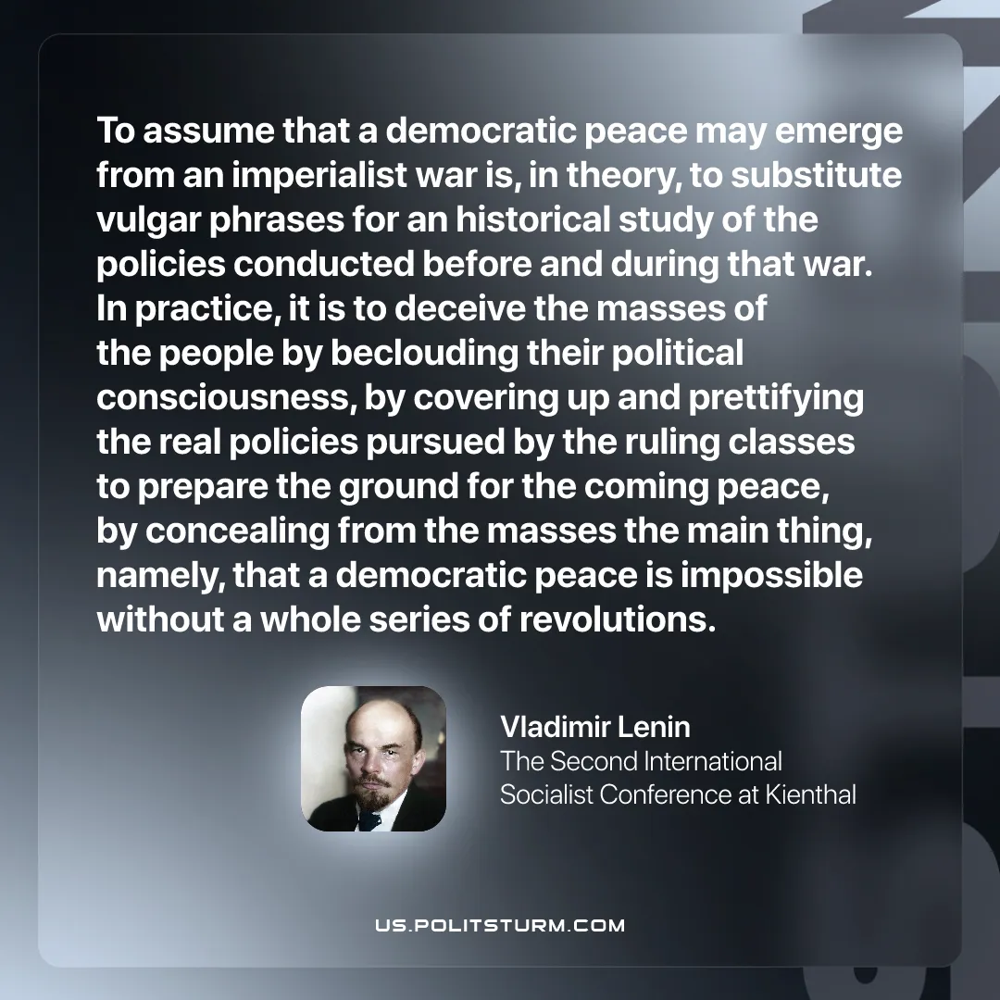 To assume that a democratic peace may emerge
from an imperialist war is, in theory, to substitute
vulgar phrases for an historical study of the
policies conducted before and during that war.
In practice, it is to deceive the masses of
the people by beclouding their political
consciousness, by covering up and prettifying
the real policies pursued by the ruling classes
to prepare the ground for the coming peace,
by concealing from the masses the main thing,
namely, that a democratic peace is impossible
without a whole series of revolutions.
Vladimir Lenin
The Second International
Socialist Conference at Kienthal
US.POLITSTURM.COM